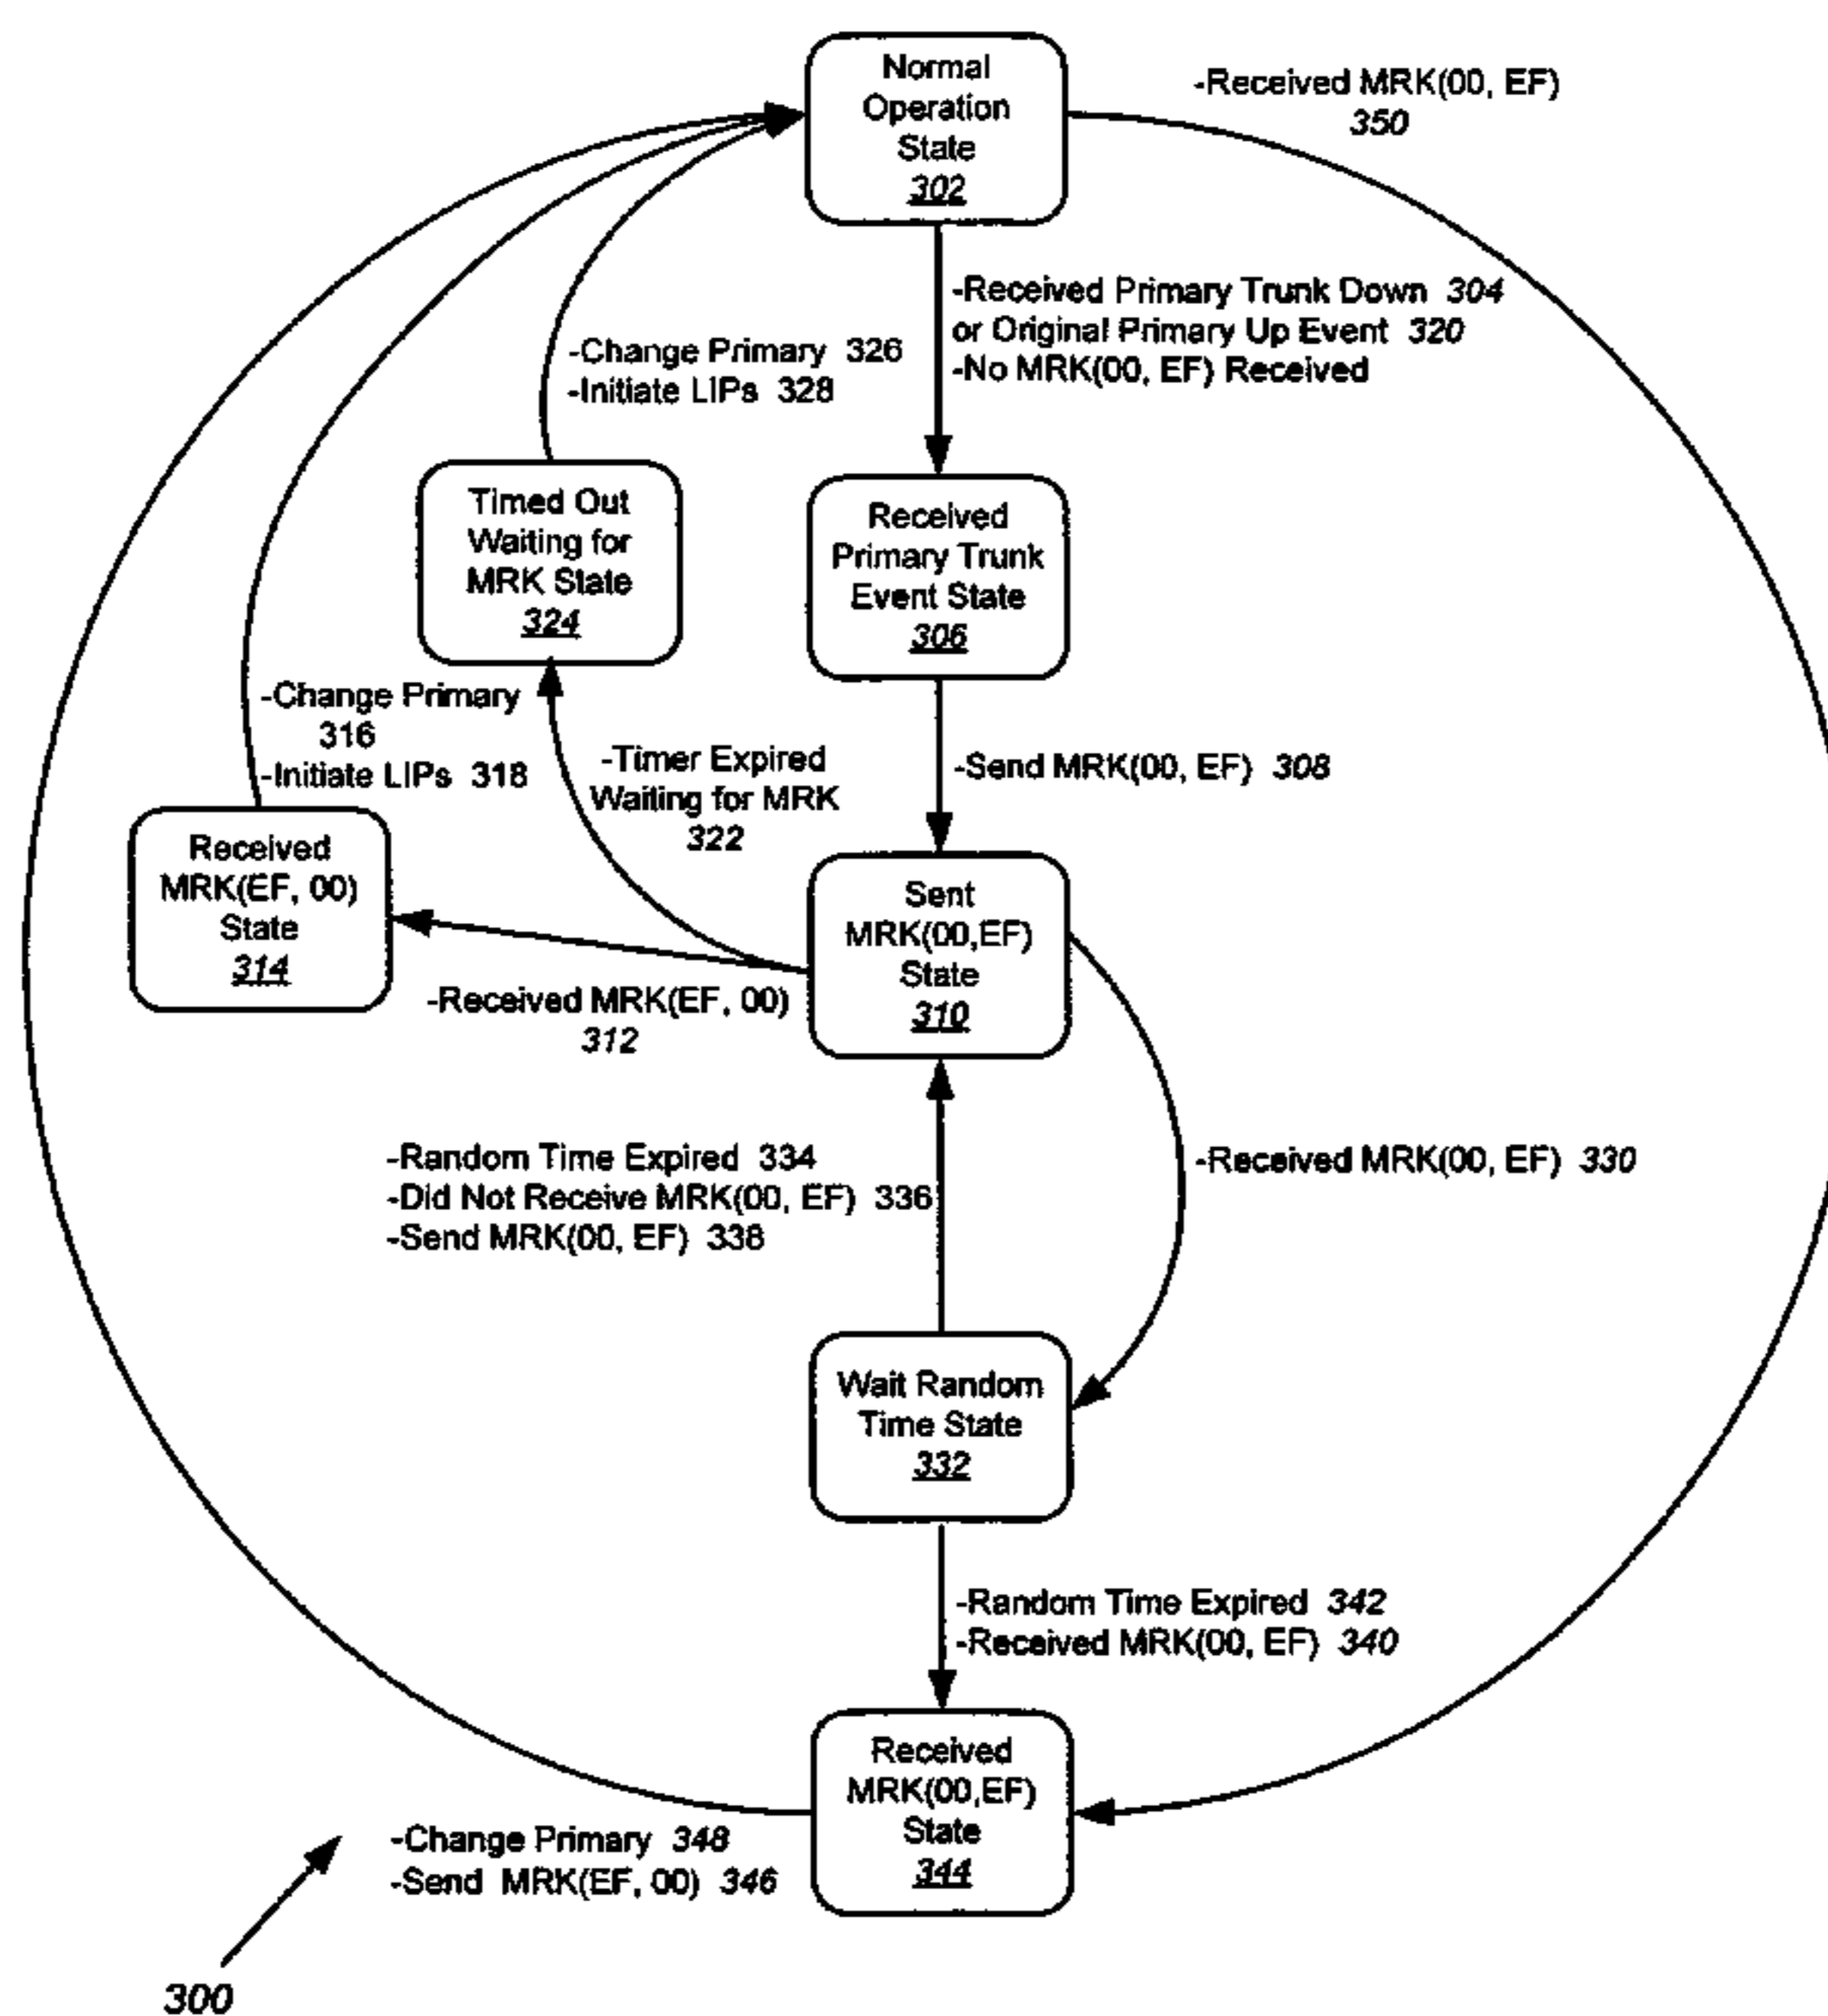 Normal
Operation
State
302
-Received MRK(00, EF)
350
-Received Primary Trunk Down 304
or Original Primary Up Event 320
-No MRK(00, EF) Received
-Change Primary 326
-Initiate LIPs 328
Timed Out
Waiting for
MRK State
324
Received
Primary Trunk
Event State
306
-Change Primary
316
-Initiate LIPs 318
-Timer Expired
Waiting for MRK
322
-Send MRK(00, EF) 308
Received
MRK(EF, 00)
State
314
Sent
MRK(00,EF)
State
310
-Received MRK(EF, 00)
312
-Random Time Expired 334
-Did Not Receive MRK(00, EF) 336
-Send MRK(00, EF) 338
-Received MRK(00, EF) 330
Wait Random
Time State
332
-Random Time Expired 342
-Received MRK(00, EF) 340
Received
MRK(00,EF)
State
344
-Change Primary 348
-Send MRK(EF, 00) 346
300